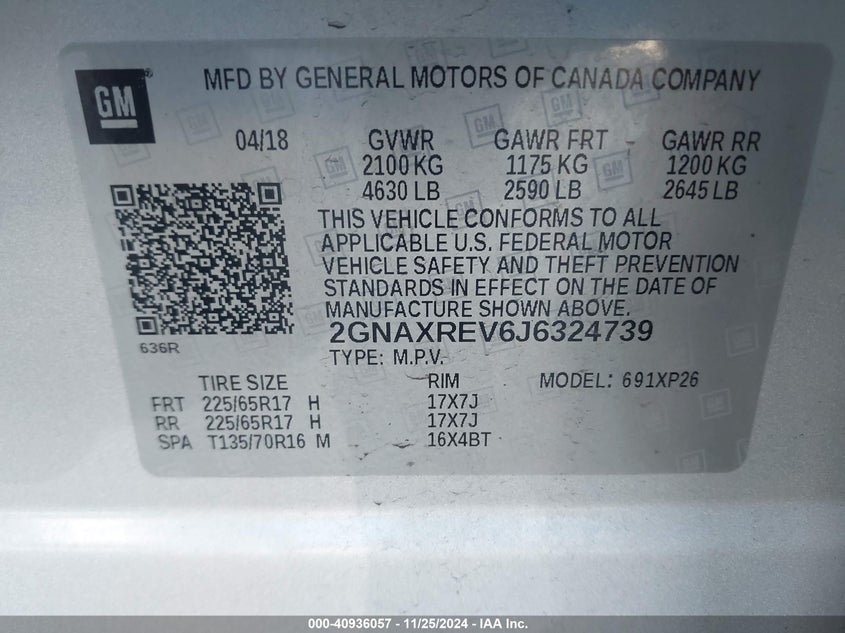 GM
MFD BY GENERAL MOTORS OF CANADA COMPANY
04/18 GVWR GAWR FRT GAWR RR
2100 KG 1175 KG 1200 KG
4630 LB 2590 LB 2645 LB
THIS VEHICLE CONFORMS TO ALL
APPLICABLE U.S. FEDERAL MOTOR
VEHICLE SAFETY AND THEFT PREVENTION
STANDARDS IN EFFECT ON THE DATE OF
MANUFACTURE SHOWN ABOVE.
2GNAXREV6J6324739
636R
TYPE: M.P.V.
TIRE SIZE RIM MODEL: 691XP26
FRT 225/65R17 H 17X7J
RR 225/65R17 H 17X7J
SPA T135/70R16 M 16X4BT
000-40936057 - 11/25/2024 - IAA Inc.